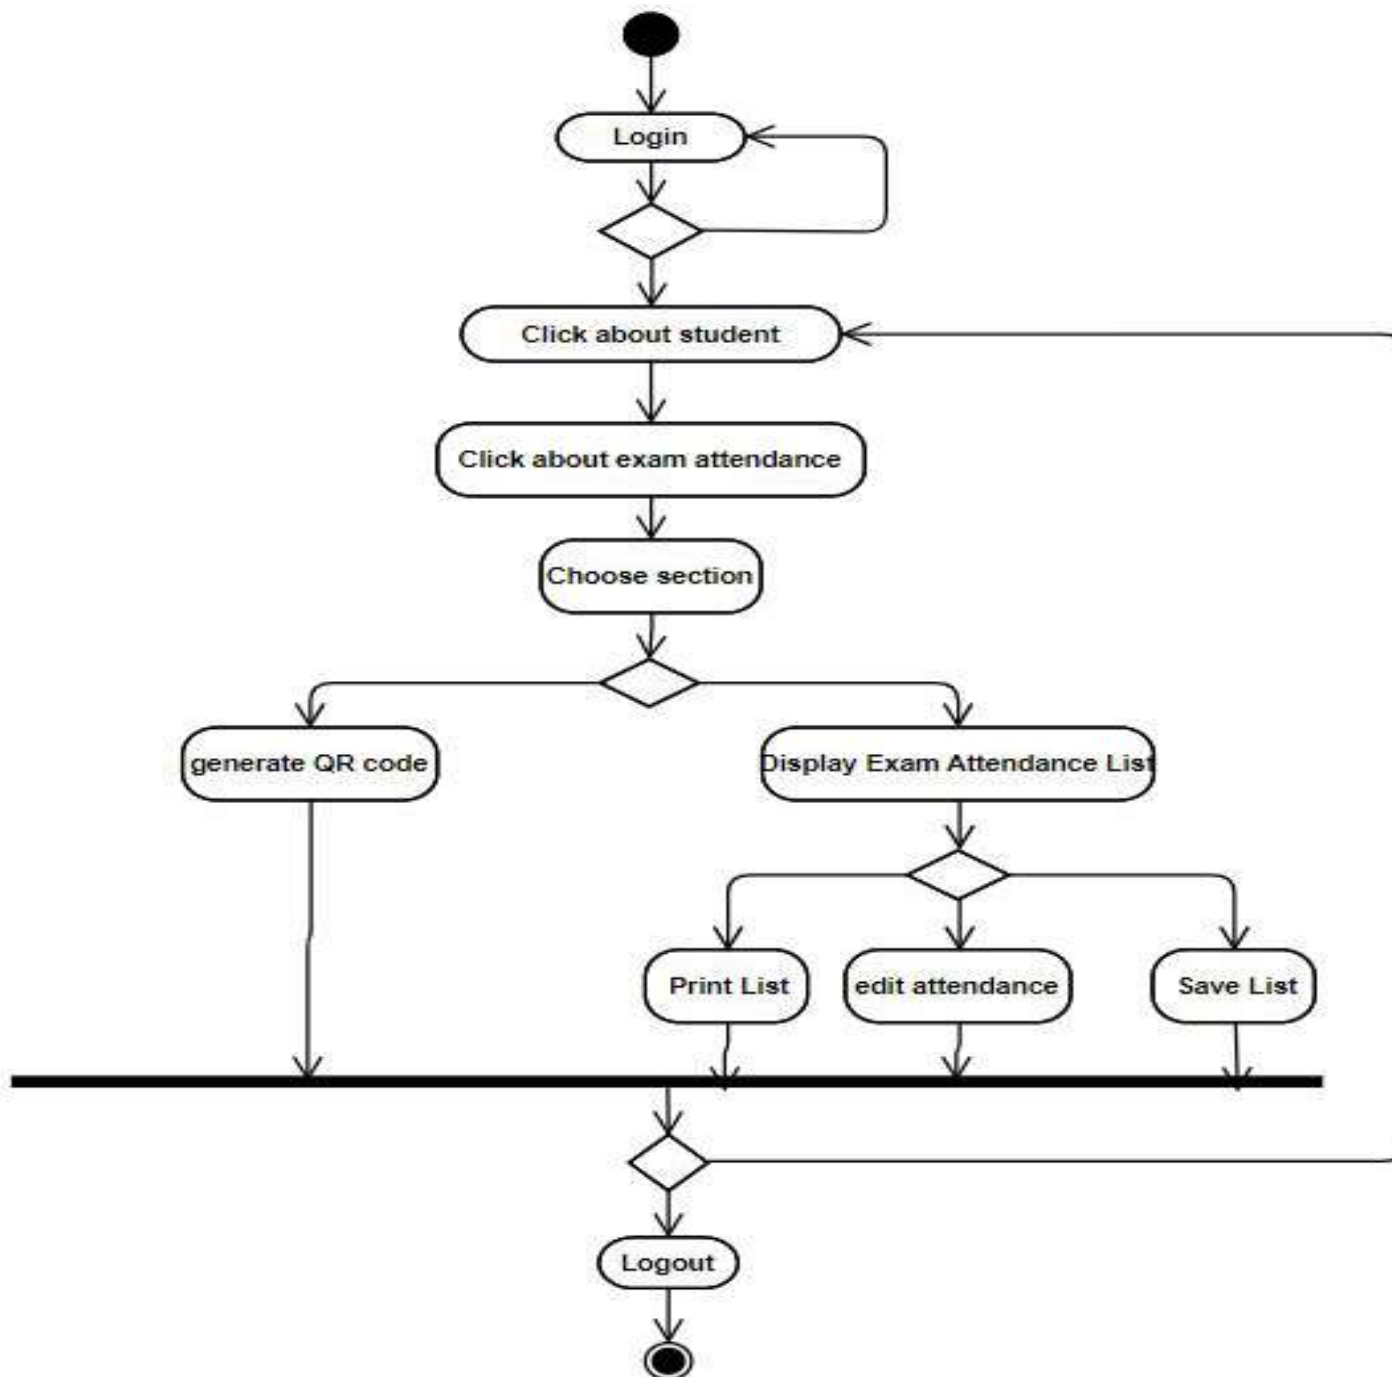 Login
Click about student
Click about exam attendance
Choose section
generate QR code
Display Exam Attendance List
Print List
edit attendance
Save List
Logout